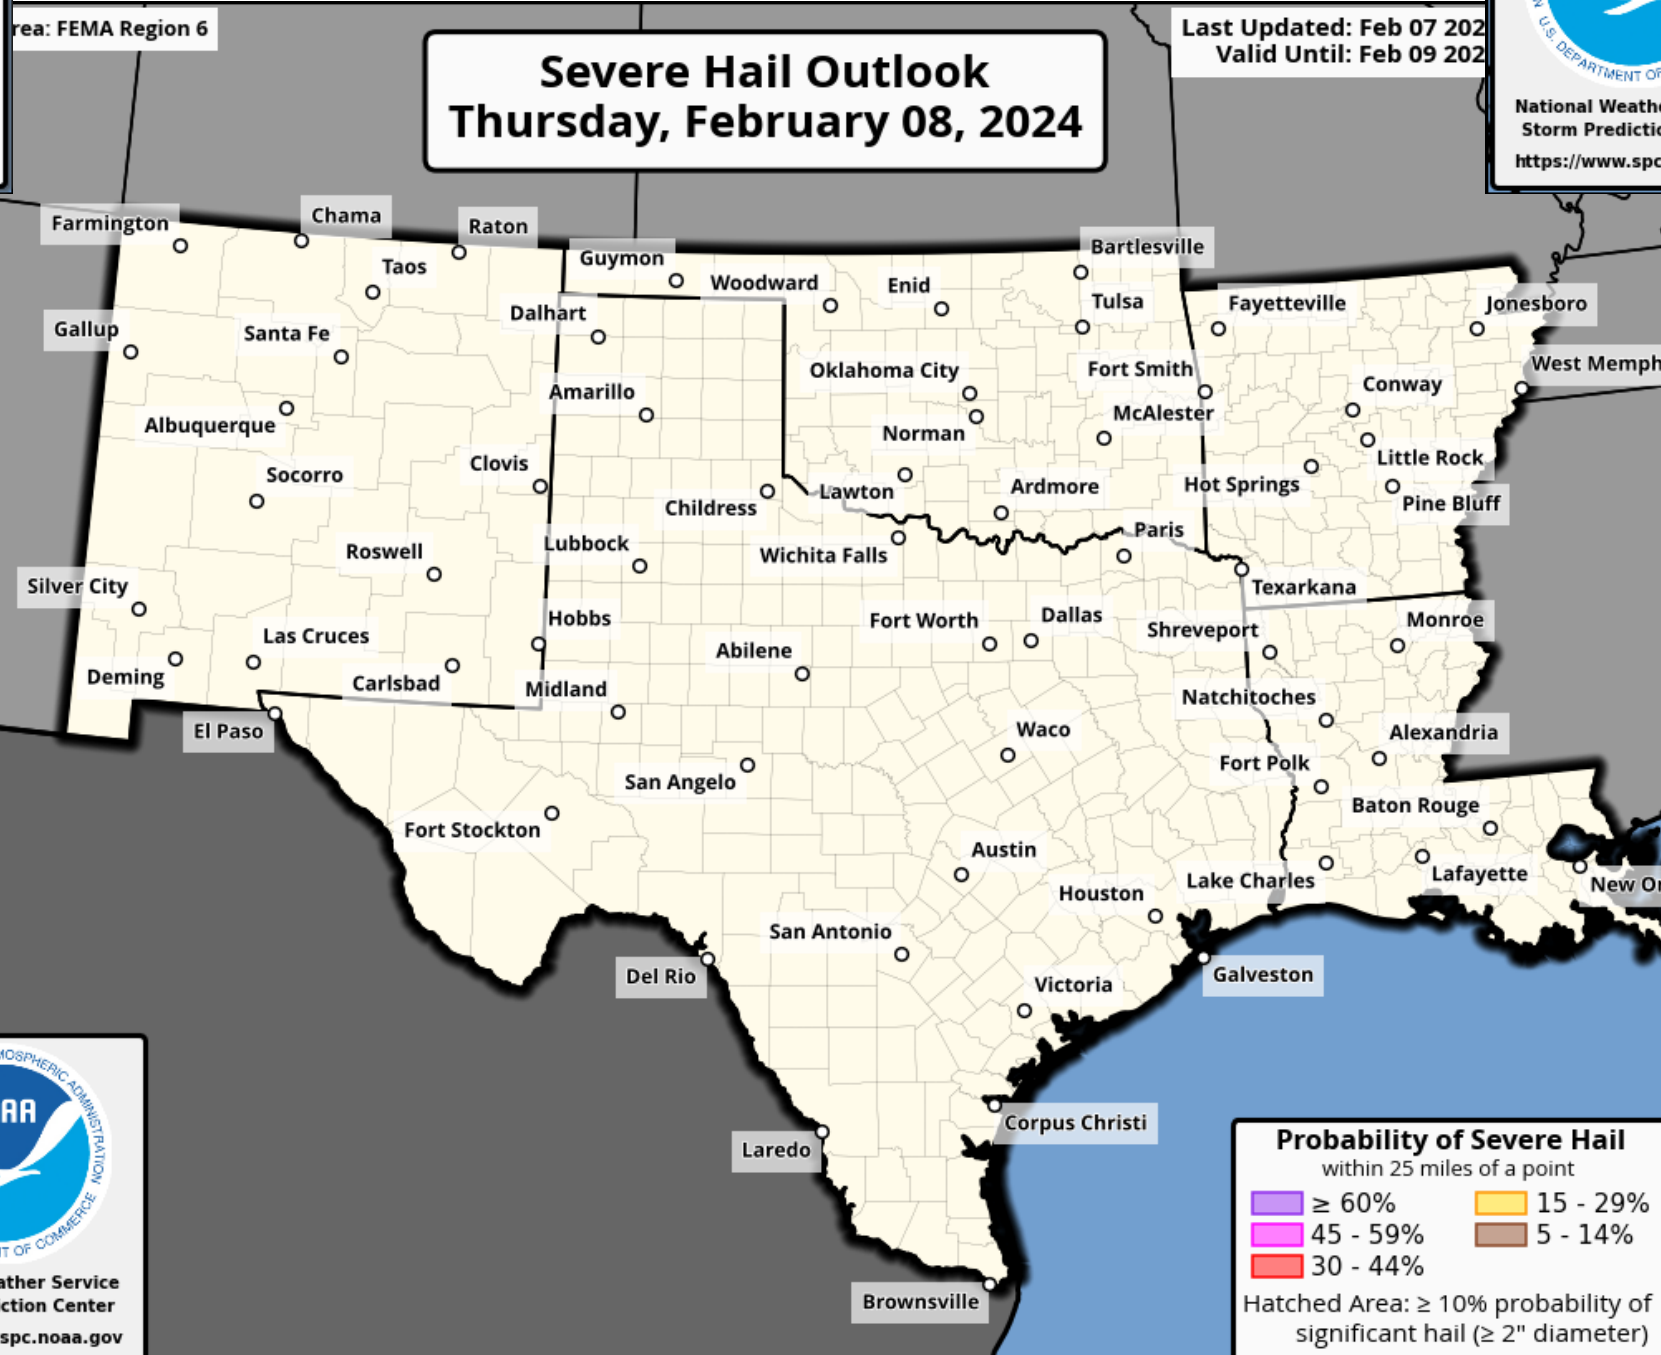 rea: FEMA Region 6
Severe Hail Outlook
Thursday, February 08, 2024
Last Updated: Feb 07 202
Valid Until: Feb 09 202
U.S. DEPARTMENT OF
National Weathe
Storm Predictio
https://www.spc
Farmington
Chama
Raton
Taos
Guymon
Woodward
Enid
Bartlesville
Tulsa
Fayetteville
Jonesboro
Gallup
Santa Fe
Dalhart
Oklahoma City
Fort Smith
West Memph
Conway
Amarillo
Albuquerque
Norman
McAlester
Little Rock
Socorro
Clovis
Childress
Lawton
Ardmore
Hot Springs
Pine Bluff
Roswell
Lubbock
Wichita Falls
Paris
Silver City
Texarkana
Las Cruces
Hobbs
Fort Worth
Dallas
Shreveport
Monroe
Deming
Carlsbad
Midland
Abilene
Natchitoches
El Paso
Waco
Alexandria
San Angelo
Fort Polk
Fort Stockton
Baton Rouge
Austin
Houston
Lake Charles
Lafayette
New Or
San Antonio
Del Rio
Victoria
Galveston
Corpus Christi
Laredo
Brownsville
MOSPHERIC ADMINISTRATION
AA
T OF COMMERCE
ather Service
ction Center
spc.noaa.gov
Probability of Severe Hail
within 25 miles of a point
≥ 60%
15 - 29%
45 - 59%
5 - 14%
30 - 44%
Hatched Area: ≥ 10% probability of
significant hail (≥ 2" diameter)